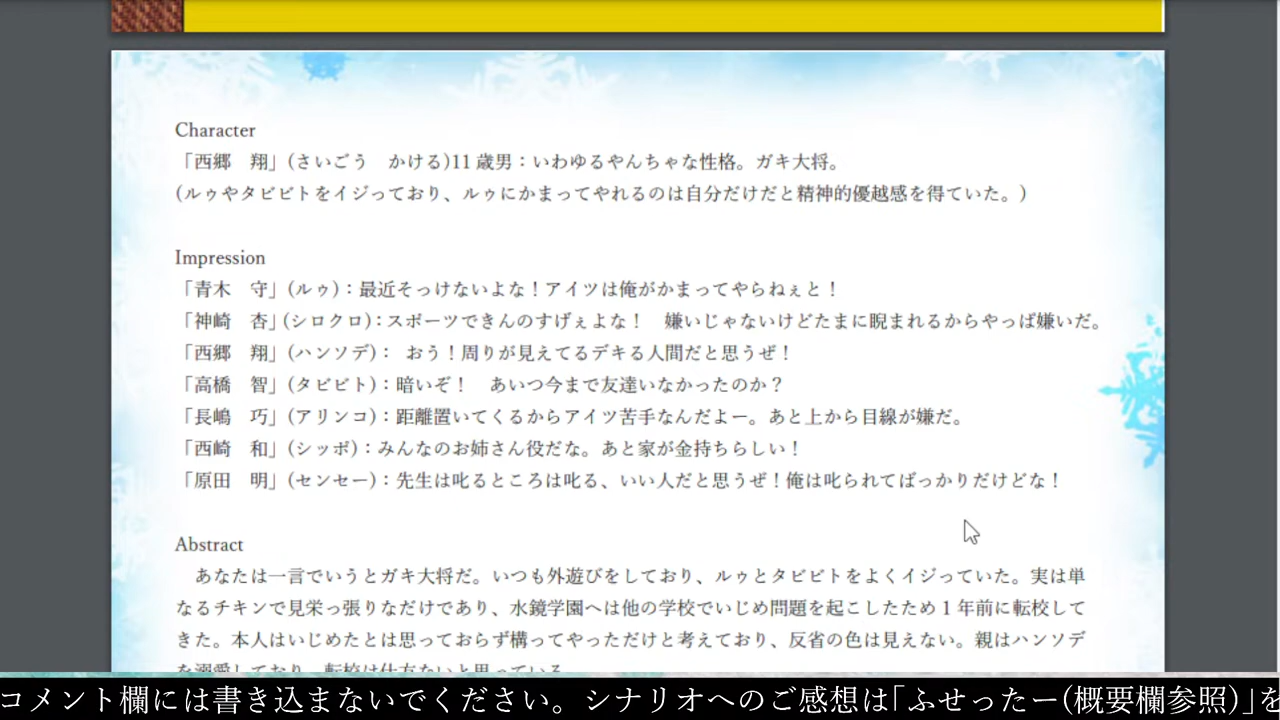 Character
「西郷　翔」(さいごう　かける)11 歳男：いわゆるやんちゃな性格。ガキ大将。
(ルゥやタビビトをイジっており、ルゥにかまってやれるのは自分だけだと精神的優越感を得ていた。)
Impression
「青木　守」(ルゥ)：最近そっけないよな！アイツは俺がかまってやらねぇと！
「神崎　杏」(シロクロ)：スポーツできんのすげぇよな！　嫌いじゃないけどたまに睨まれるからやっぱ嫌いだ。
「西郷　翔」(ハンソデ)：　おう！周りが見えてるデキる人間だと思うぜ！
「高橋　智」(タビビト)：暗いぞ！　あいつ今まで友達いなかったのか？
「長嶋　巧」(アリンコ)：距離置いてくるからアイツ苦手なんだよー。あと上から目線が嫌だ。
「西崎　和」(シッポ)：みんなのお姉さん役だな。あと家が金持ちらしい！
「原田　明」(センセー)：先生は叱るところは叱る、いい人だと思うぜ！俺は叱られてばっかりだけどな！
Abstract
　あなたは一言でいうとガキ大将だ。いつも外遊びをしており、ルゥとタビビトをよくイジっていた。実は単
なるチキンで見栄っ張りなだけであり、水鏡学園へは他の学校でいじめ問題を起こしたため 1 年前に転校して
きた。本人はいじめたとは思っておらず構ってやっただけと考えており、反省の色は見えない。親はハンソデ
を溺愛しており、転校は仕方ないと思っている。
コメント欄には書き込まないでください。シナリオへのご感想は「ふせったー(概要欄参照)」を